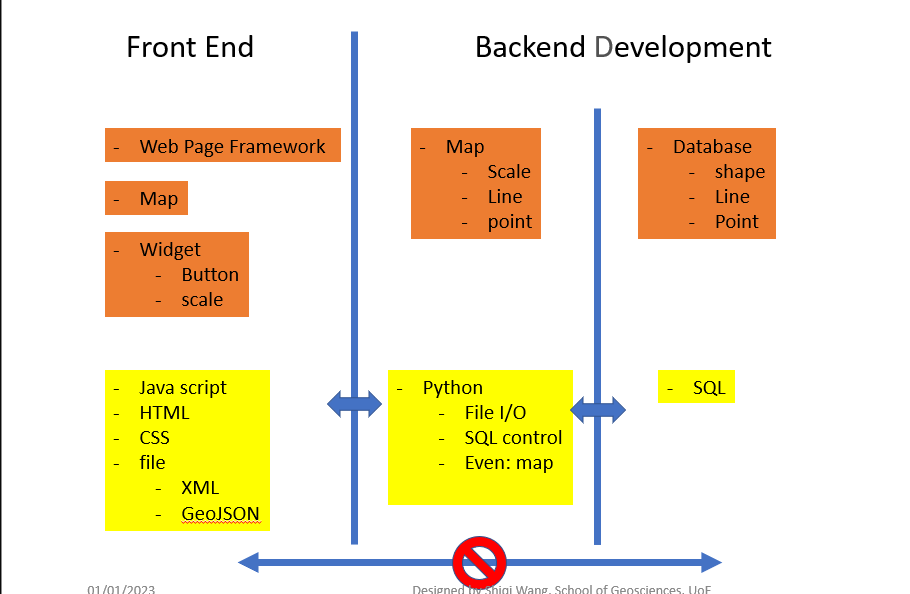 Front End
Backend Development
- Web Page Framework
- Map
- Widget
- Button
- scale
- Map
- Scale
- Line
- point
- Database
- shape
- Line
- Point
- Java script
- HTML
- CSS
- file
- XML
- GeoJSON
- Python
- File I/O
- SQL control
- Even: map
- SQL
01/01/2023
Designed by Shiqi Wang, School of Geosciences, UoE